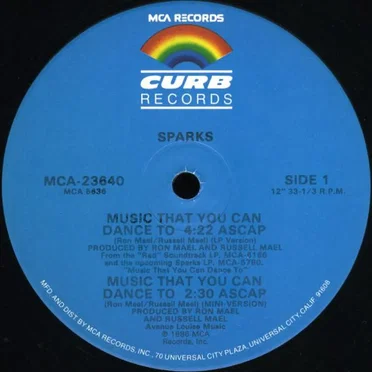 MCA RECORDS
CURB
RECORDS
SPARKS
MCA-23640
SIDE 1
MCA 5636
12" 33-1/3 R.P.M.
MUSIC THAT YOU CAN
DANCE TO 4:22 ASCAP
(Ron Mael/Russell Mael) (LP Version)
PRODUCED BY RON MAEL AND RUSSELL MAEL
From the "Rad" Soundtrack LP, MCA-6166
and the upcoming Sparks LP, MCA-5780,
"Music That You Can Dance To"
MUSIC THAT YOU CAN
DANCE TO 2:30 ASCAP
(Ron Mael/Russell Mael) (MINI-VERSION)
PRODUCED BY RON MAEL
AND RUSSELL MAEL
Avenue Louise Music
℗ 1986 MCA
MFD. AND DIST. BY MCA RECORDS, INC., 70 UNIVERSAL CITY PLAZA, UNIVERSAL CITY, CALIF. 91608